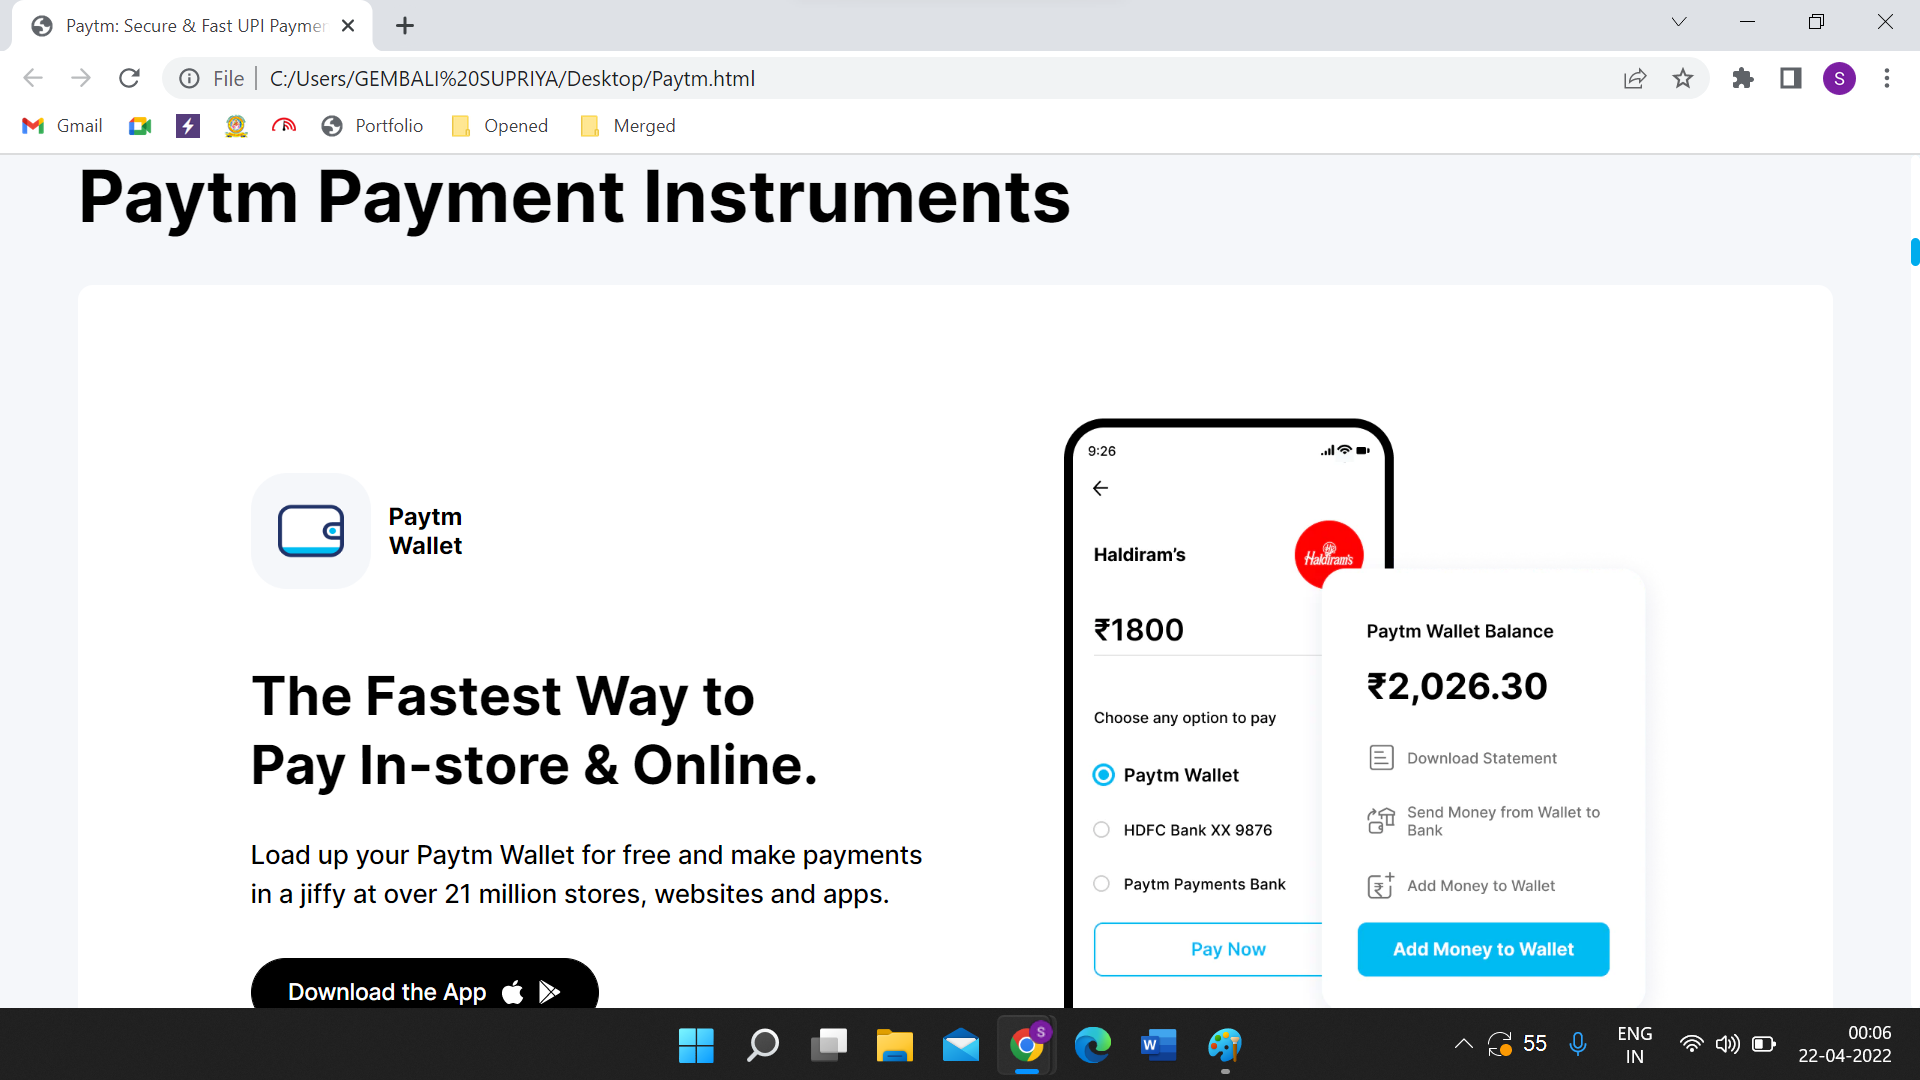 Paytm: Secure & Fast UPI Paymer
File
C:/Users/GEMBALI%20SUPRIYA/Desktop/Paytm.html
S
Gmail
Portfolio
Opened
Merged
Paytm Payment Instruments
Paytm
Wallet
The Fastest Way to
Pay In-store & Online.
Load up your Paytm Wallet for free and make payments
in a jiffy at over 21 million stores, websites and apps.
Download the App
9:26
Haldiram's
Haldiram's
₹1800
Choose any option to pay
Paytm Wallet
HDFC Bank XX 9876
Paytm Payments Bank
Pay Now
Paytm Wallet Balance
₹2,026.30
Download Statement
Send Money from Wallet to
Bank
Add Money to Wallet
Add Money to Wallet
S
W
55
ENG
IN
00:06
22-04-2022